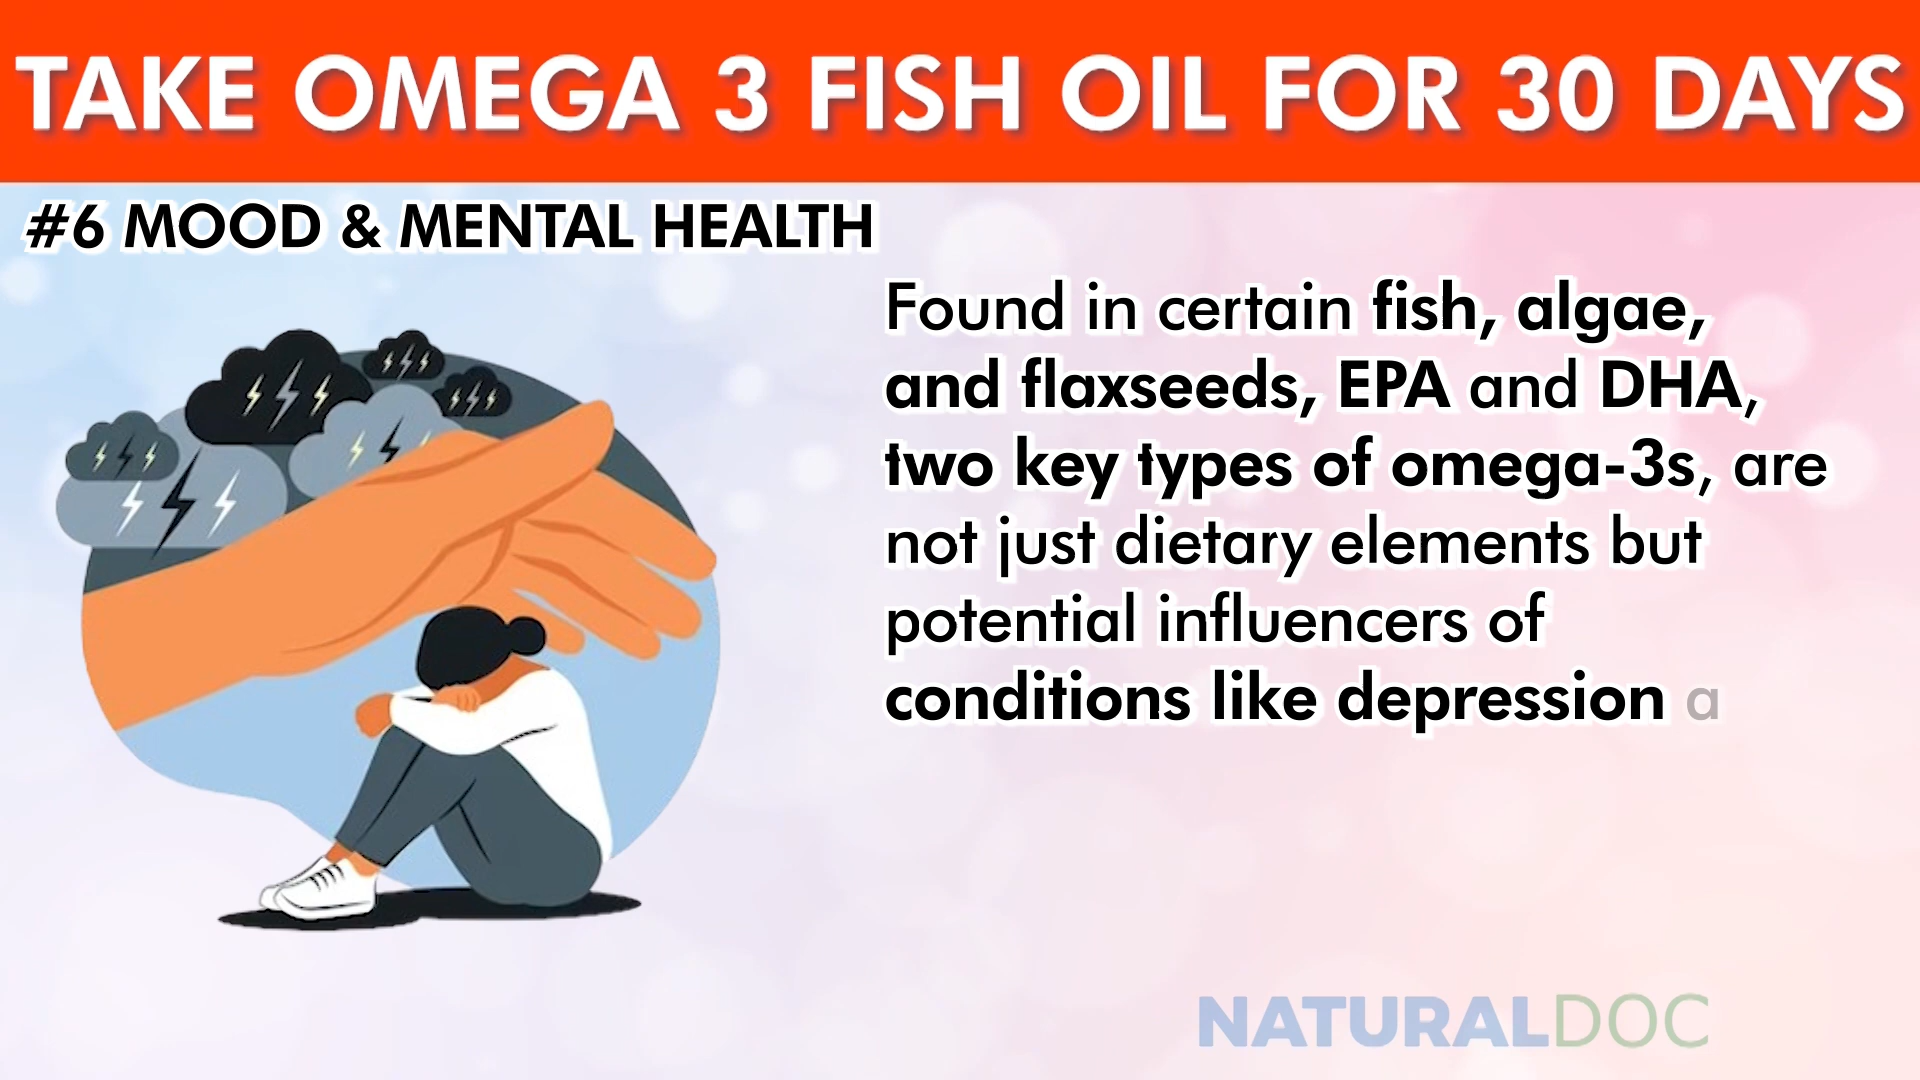 TAKE OMEGA 3 FISH OIL FOR 30 DAYS
#6 MOOD & MENTAL HEALTH
Found in certain fish, algae,
and flaxseeds, EPA and DHA,
two key types of omega-3s, are
not just dietary elements but
potential influencers of
conditions like depression a
NATURALDOC